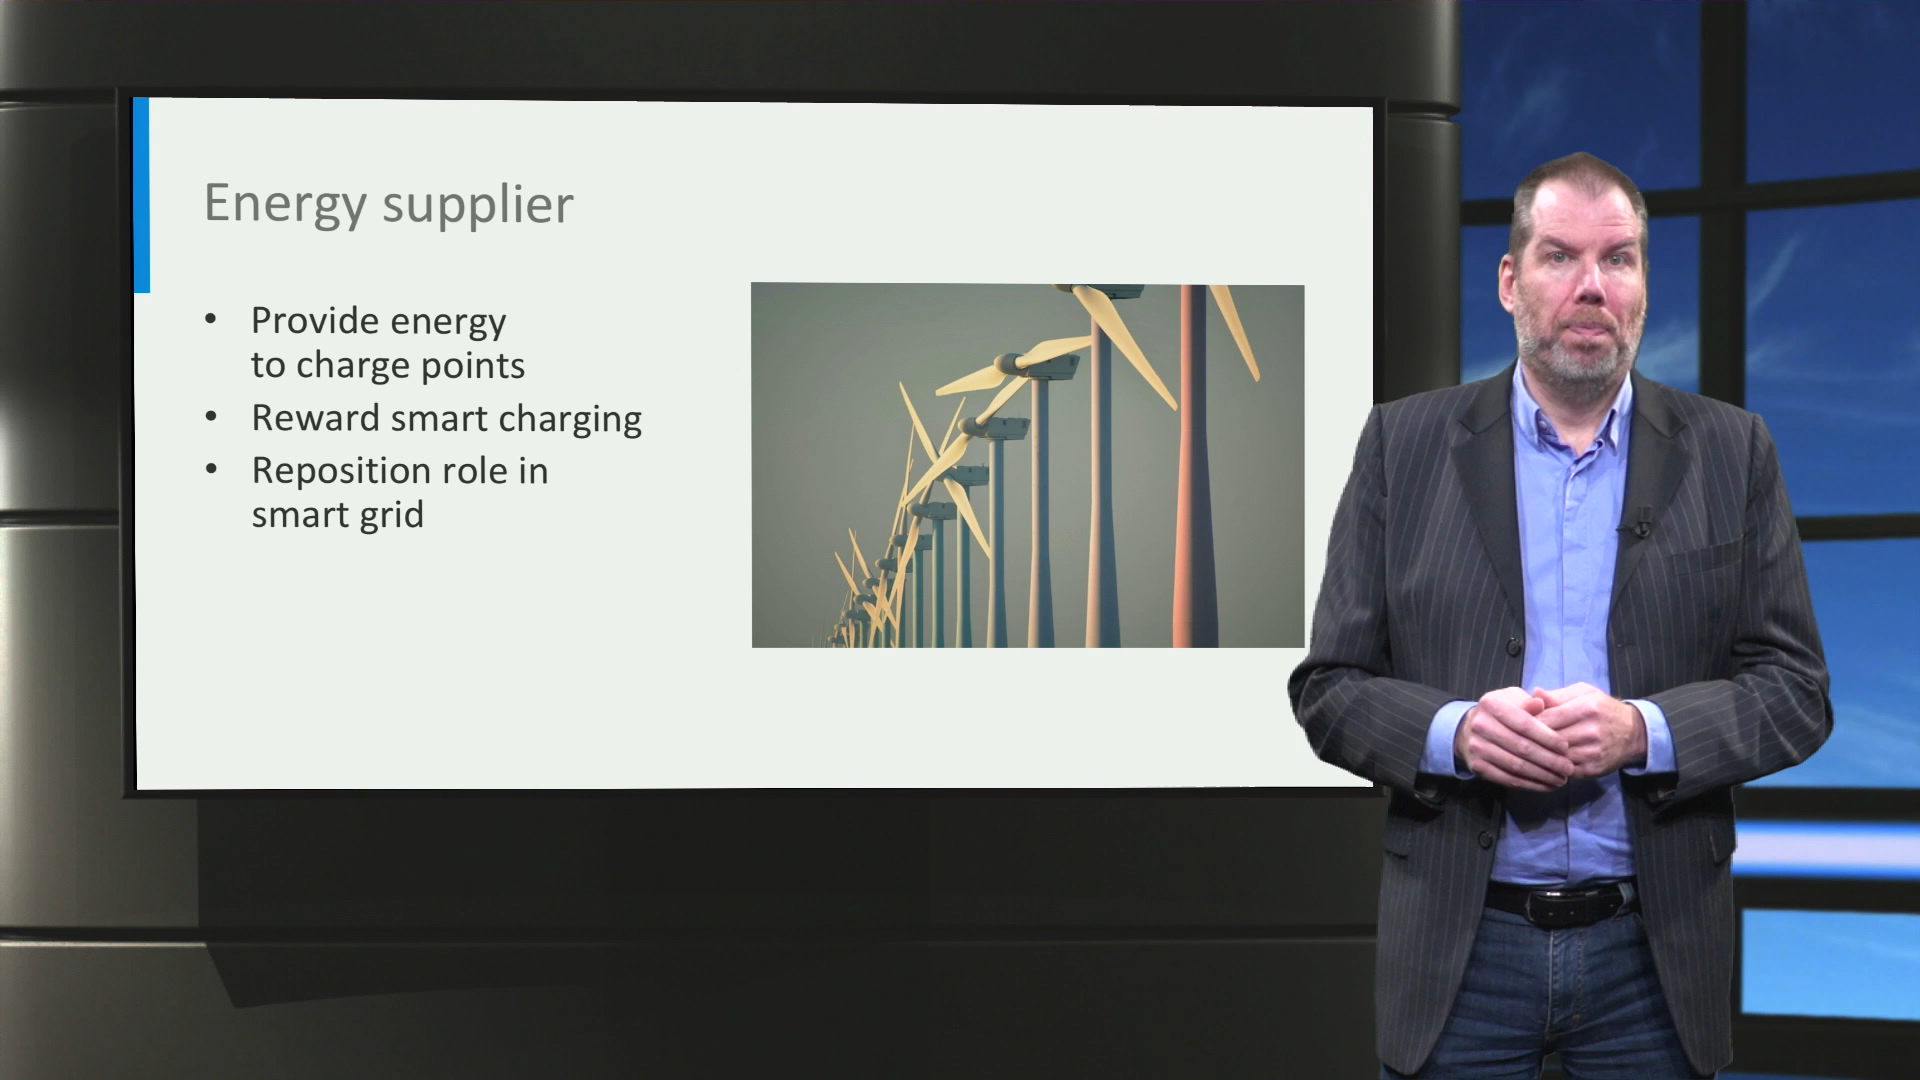 Energy supplier
• Provide energy
to charge points
• Reward smart charging
• Reposition role in
smart grid